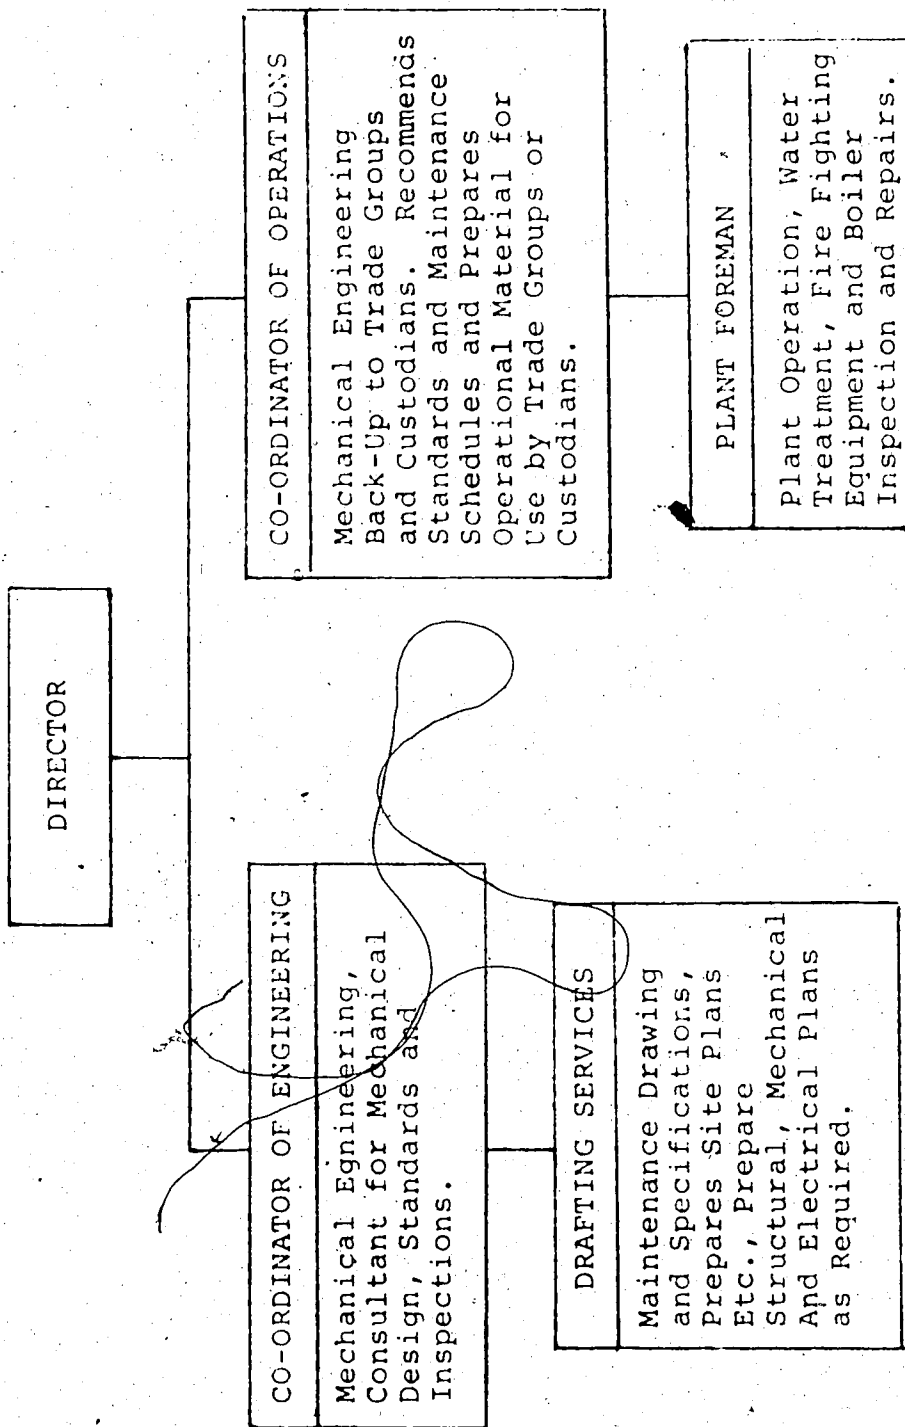 DIRECTOR
CO-ORDINATOR OF ENGINEERING
Mechanical Egnineering,
Consultant for Mechanical
Design, Standards and
Inspections.
DRAFTING SERVICES
Maintenance Drawing
and Specifications,
Prepares Site Plans
Etc., Prepare
Structural, Mechanical
And Electrical Plans
as Required.
CO-ORDINATOR OF OPERATIONS
Mechanical Engineering
Back-Up to Trade Groups
and Custodians. Recommends
Standards and Maintenance
Schedules and Prepares
Operational Material for
Use by Trade Groups or
Custodians.
PLANT FOREMAN
Plant Operation, Water
Treatment, Fire Fighting
Equipment and Boiler
Inspection and Repairs.